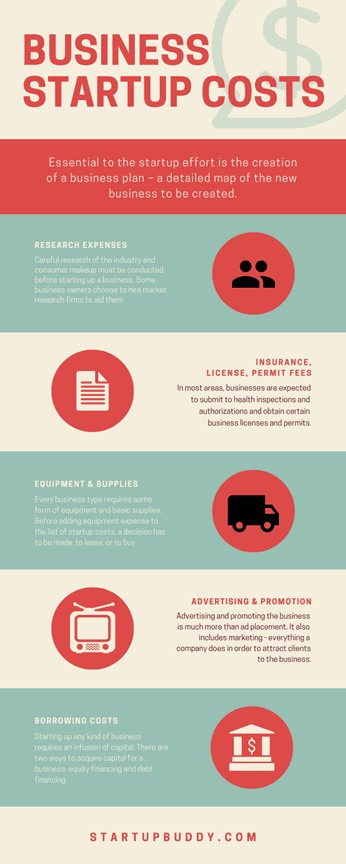 BUSINESS
STARTUP COSTS
Essential to the startup effort is the creation
of a business plan – a detailed map of the new
business to be created.
RESEARCH EXPENSES
Careful research of the industry and
consumer makeup must be conducted
before starting up a business. Some
business owners choose to hire market
research firms to aid them.
INSURANCE,
LICENSE, PERMIT FEES
In most areas, businesses are expected
to submit to health inspections and
authorizations and obtain certain
business licenses and permits.
EQUIPMENT & SUPPLIES
Every business type requires some
form of equipment and basic supplies.
Before adding equipment expense to
the list of startup costs, a decision has
to be made: to lease, or to buy.
ADVERTISING & PROMOTION
Advertising and promoting the business
is much more than ad placement. It also
includes marketing - everything a
company does in order to attract clients
to the business.
BORROWING COSTS
Starting up any kind of business
requires an infusion of capital. There are
two ways to acquire capital for a
business: equity financing and debt
financing.
STARTUPBUDDY.COM